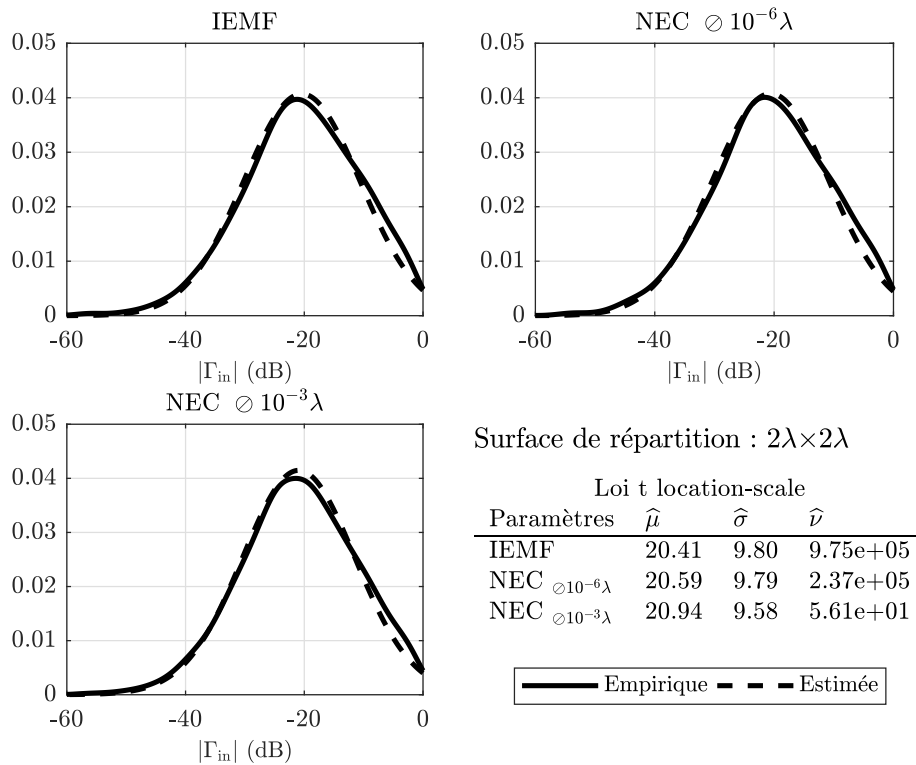 IEMF
0.05
0.04
0.03
0.02
0.01
0
-60 -40 -20 0
|Γin| (dB)
NEC ⊘10⁻⁶λ
0.05
0.04
0.03
0.02
0.01
0
-60 -40 -20 0
|Γin| (dB)
NEC ⊘10⁻³λ
0.05
0.04
0.03
0.02
0.01
0
-60 -40 -20 0
|Γin| (dB)
Surface de répartition : 2λ×2λ
Loi t location-scale
Paramètres μ̂ σ̂ ν̂
IEMF 20.41 9.80 9.75e+05
NEC ⊘10⁻⁶λ 20.59 9.79 2.37e+05
NEC ⊘10⁻³λ 20.94 9.58 5.61e+01
Empirique Estimée